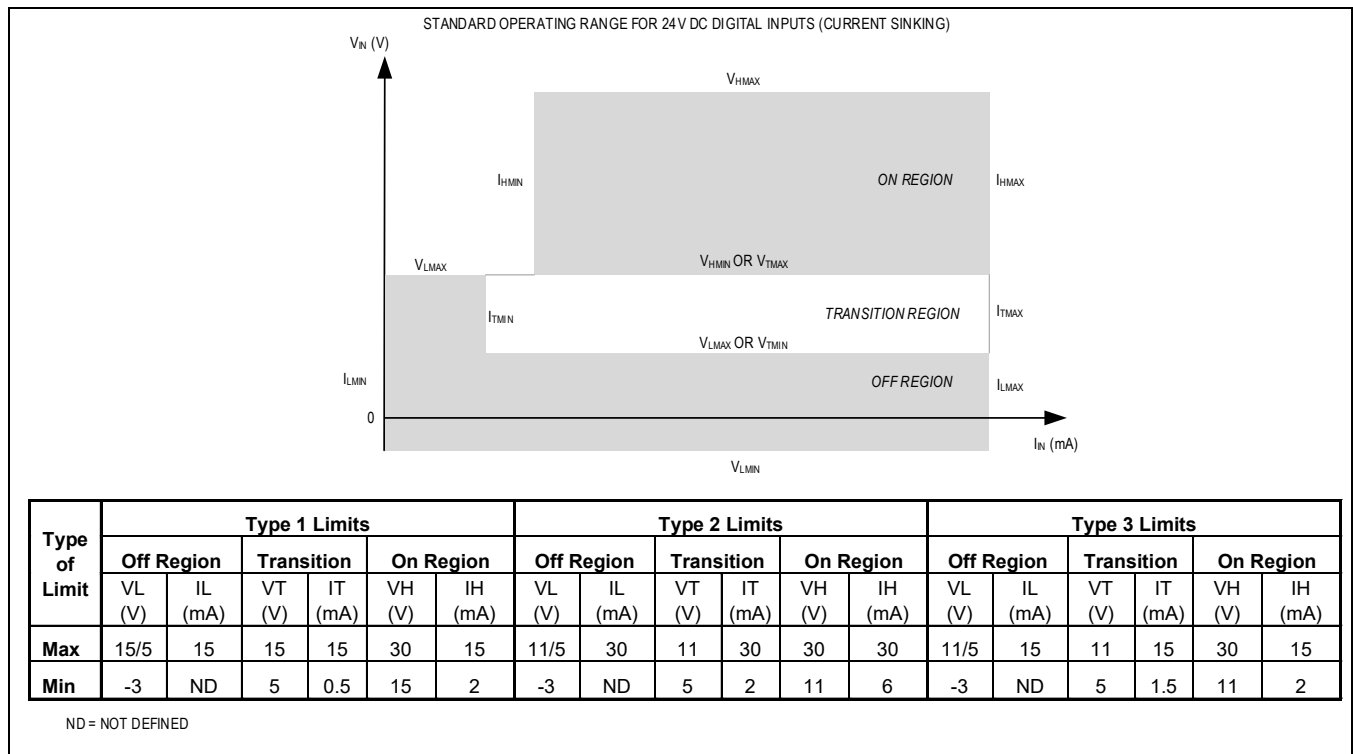 STANDARD OPERATING RANGE FOR 24V DC DIGITAL INPUTS (CURRENT SINKING)
VIN (V)
VHMAX
IHMIN
ON REGION
IHMAX
VLMAX
VHMIN OR VTMAX
ITMIN
TRANSITION REGION
ITMAX
VLMAX OR VTMIN
ILMIN
OFF REGION
ILMAX
0
IIN (mA)
VLMIN
Type of Limit
Type 1 Limits Type 2 Limits Type 3 Limits
Off Region Transition On Region Off Region Transition On Region Off Region Transition On Region
VL (V) IL (mA) VT (V) IT (mA) VH (V) IH (mA) VL (V) IL (mA) VT (V) IT (mA) VH (V) IH (mA) VL (V) IL (mA) VT (V) IT (mA) VH (V) IH (mA)
Max 15/5 15 15 15 30 15 11/5 30 11 30 30 30 11/5 15 11 15 30 15
Min -3 ND 5 0.5 15 2 -3 ND 5 2 11 6 -3 ND 5 1.5 11 2
ND = NOT DEFINED